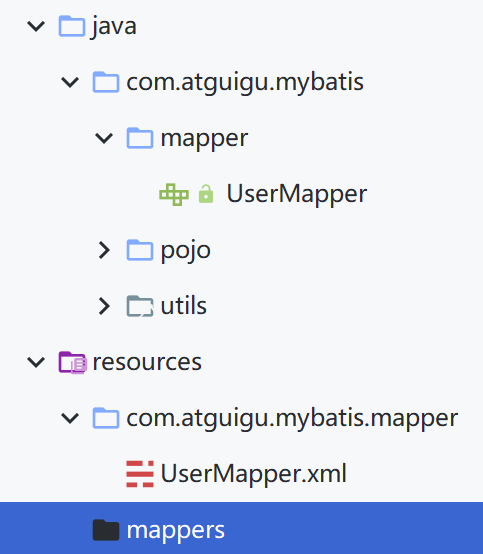 java
com.atguigu.mybatis
mapper
UserMapper
pojo
utils
resources
com.atguigu.mybatis.mapper
UserMapper.xml
mappers